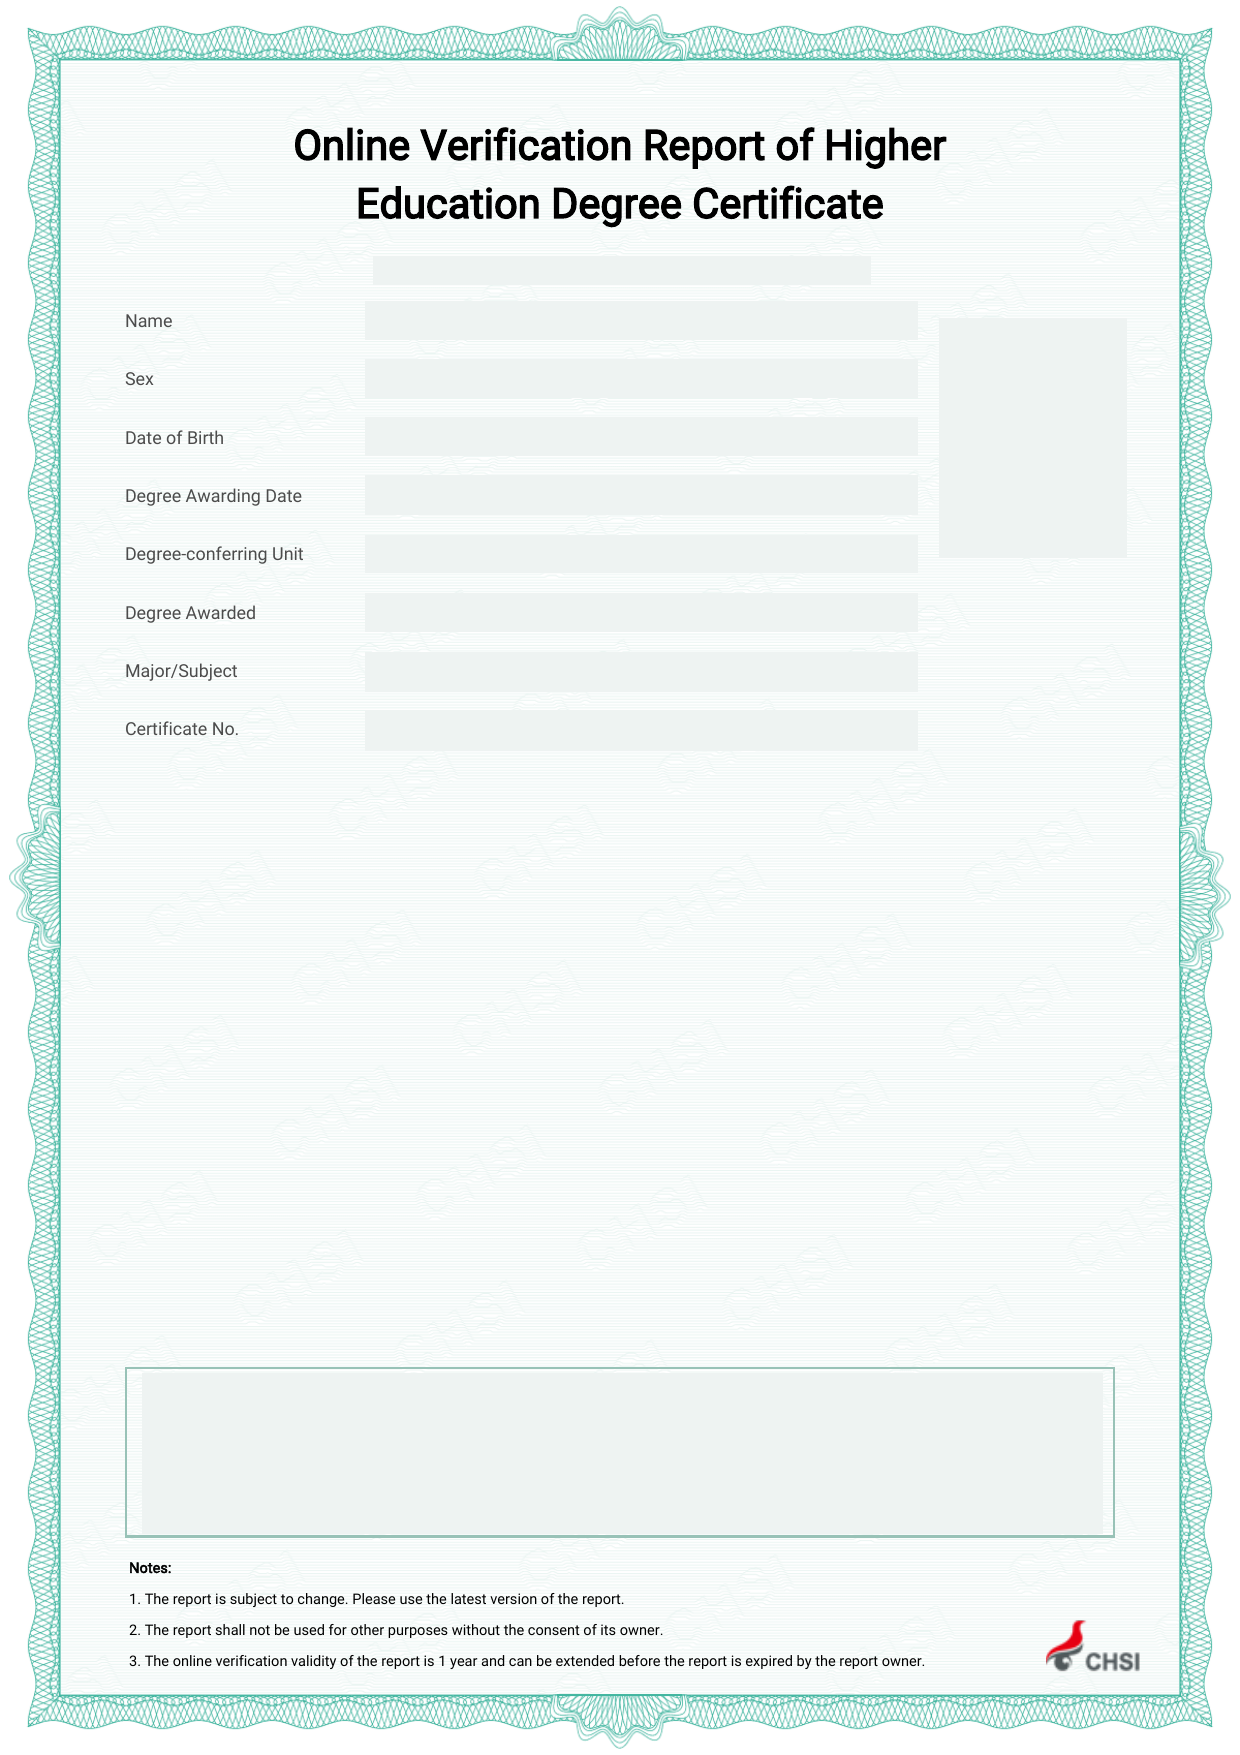 Online Verification Report of Higher
Education Degree Certificate
Name
Sex
Date of Birth
Degree Awarding Date
Degree-conferring Unit
Degree Awarded
Major/Subject
Certificate No.
Notes:
1. The report is subject to change. Please use the latest version of the report.
2. The report shall not be used for other purposes without the consent of its owner.
3. The online verification validity of the report is 1 year and can be extended before the report is expired by the report owner.
CHSI